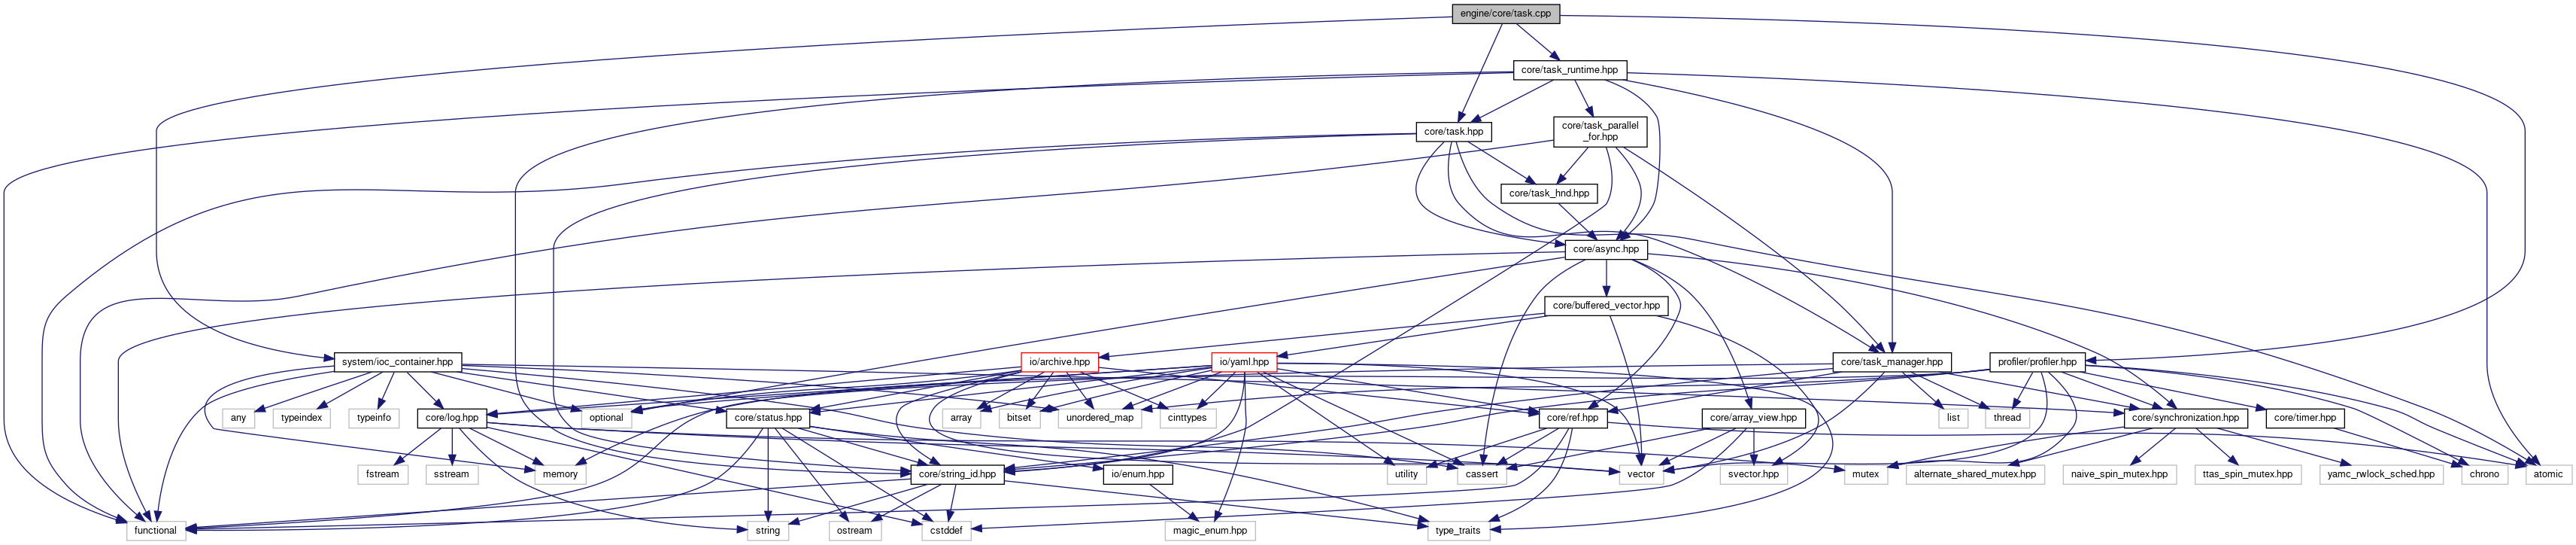 engine/core/task.cpp
core/task_runtime.hpp
core/task.hpp
core/task_parallel
_for.hpp
core/task_hnd.hpp
core/async.hpp
core/buffered_vector.hpp
system/ioc_container.hpp
io/archive.hpp
io/yaml.hpp
core/task_manager.hpp
profiler/profiler.hpp
any
typeindex
typeinfo
core/log.hpp
optional
core/status.hpp
array
bitset
unordered_map
cinttypes
core/ref.hpp
core/array_view.hpp
list
thread
core/synchronization.hpp
core/timer.hpp
fstream
sstream
memory
core/string_id.hpp
io/enum.hpp
utility
cassert
vector
svector.hpp
mutex
alternate_shared_mutex.hpp
naive_spin_mutex.hpp
ttas_spin_mutex.hpp
yamc_rwlock_sched.hpp
chrono
atomic
functional
string
ostream
cstddef
magic_enum.hpp
type_traits